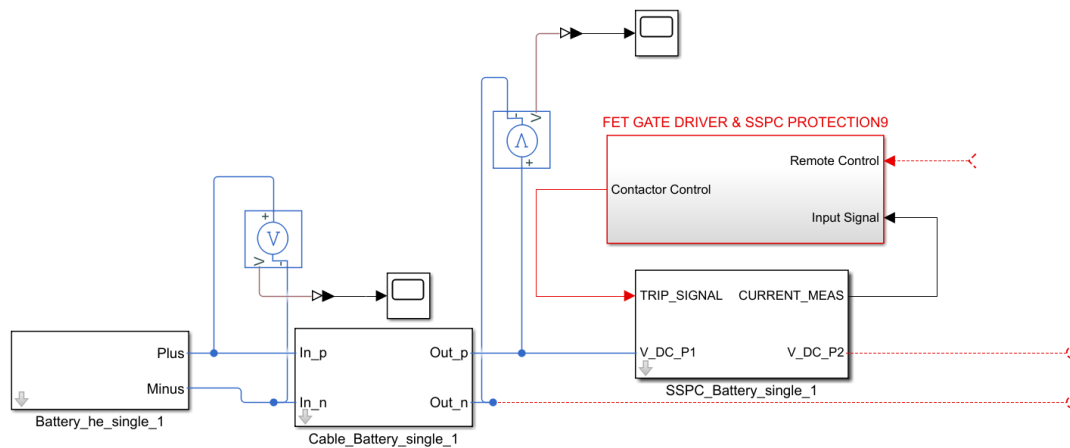 FET GATE DRIVER & SSPC PROTECTION9
Remote Control
Contactor Control
Input Signal
V
- +
V
+ -
V
V
TRIP_SIGNAL
CURRENT_MEAS
V_DC_P1
V_DC_P2
SSPC_Battery_single_1
Plus
Minus
Battery_he_single_1
In_p
Out_p
In_n
Out_n
Cable_Battery_single_1